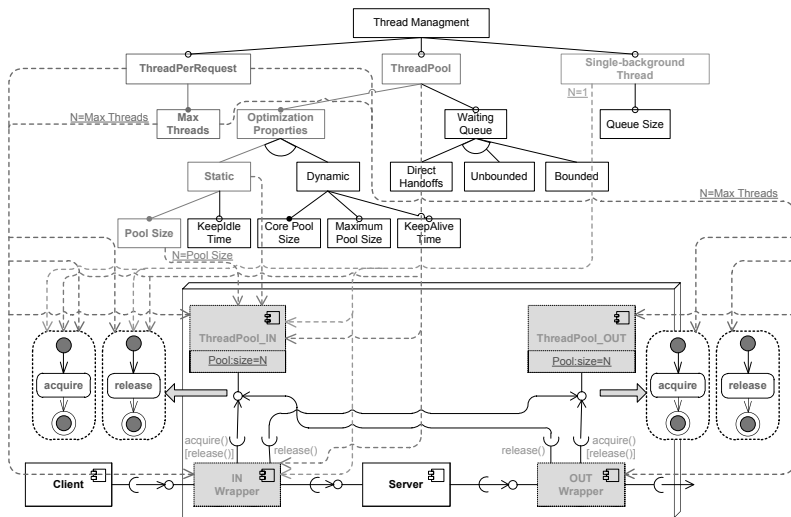 Thread Managment
ThreadPerRequest
ThreadPool
Single-background
Thread
N=1
N=Max Threads
Max
Threads
Optimization
Properties
Waiting
Queue
Queue Size
Static
Dynamic
Direct
Handoffs
Unbounded
Bounded
N=Max Threads
Pool Size
KeepIdle
Time
Core Pool
Size
Maximum
Pool Size
KeepAlive
Time
N=Pool Size
ThreadPool_IN
Pool:size=N
ThreadPool_OUT
Pool:size=N
acquire
release
acquire
release
acquire()
[release()]
release()
release()
acquire()
[release()]
Client
IN
Wrapper
Server
OUT
Wrapper